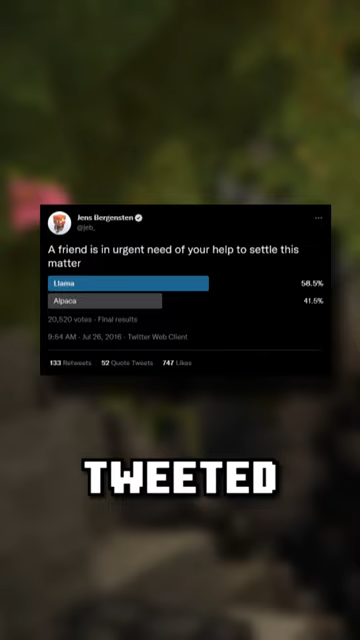 Jens Bergensten
@jeb_
A friend is in urgent need of your help to settle this
matter
Llama 58.5%
Alpaca 41.5%
20,520 votes · Final results
9:54 AM · Jul 26, 2016 · Twitter Web Client
133 Retweets 52 Quote Tweets 747 Likes
TWEETED